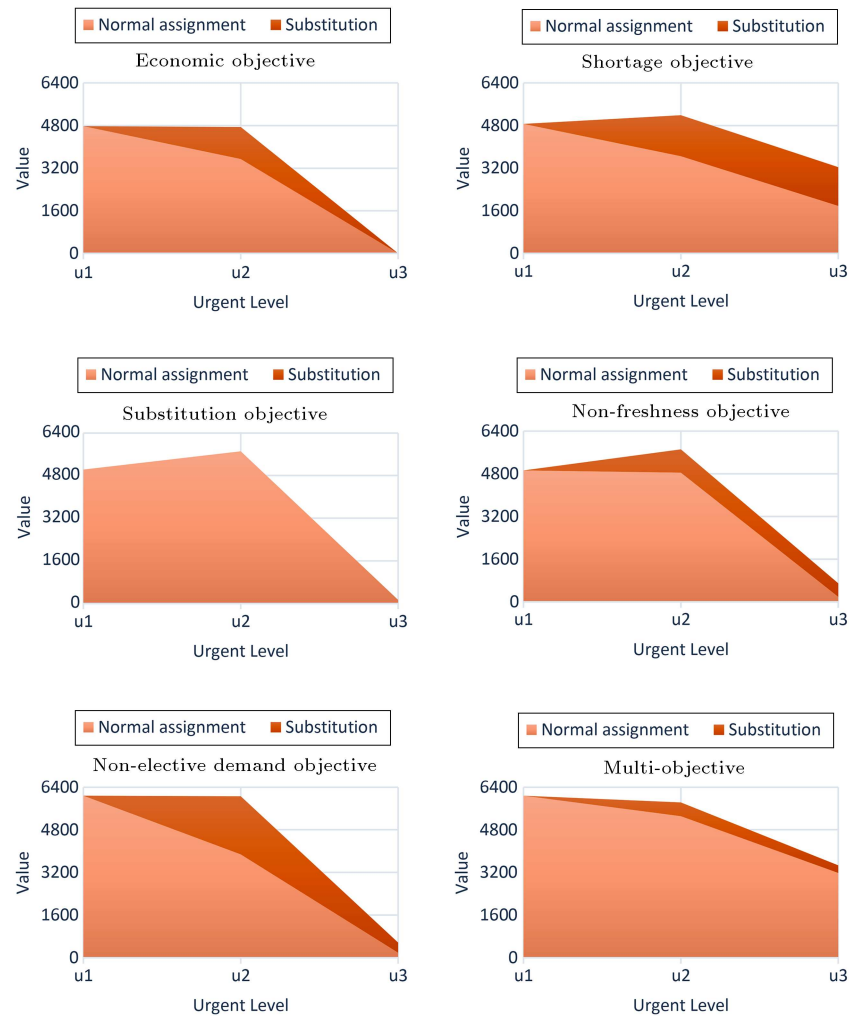 Normal assignment Substitution
Economic objective
6400
4800
3200
1600
0
Value
u1 u2 u3
Urgent Level
Normal assignment Substitution
Shortage objective
6400
4800
3200
1600
0
Value
u1 u2 u3
Urgent Level
Normal assignment Substitution
Substitution objective
6400
4800
3200
1600
0
Value
u1 u2 u3
Urgent Level
Normal assignment Substitution
Non-freshness objective
6400
4800
3200
1600
0
Value
u1 u2 u3
Urgent Level
Normal assignment Substitution
Non-elective demand objective
6400
4800
3200
1600
0
Value
u1 u2 u3
Urgent Level
Normal assignment Substitution
Multi-objective
6400
4800
3200
1600
0
Value
u1 u2 u3
Urgent Level